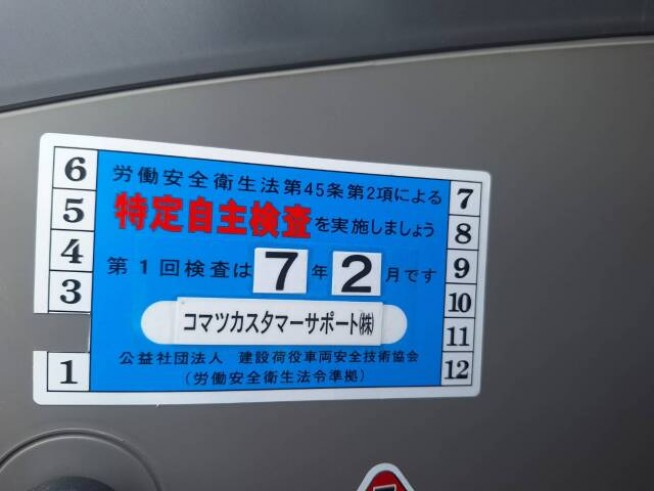 労働安全衛生法第45条第2項による
特定自主検査を実施しましょう
第1回検査は7年2月です
コマツカスタマーサポート㈱
公益社団法人 建設荷役車両安全技術協会
(労働安全衛生法令準拠)
6
5
4
3
1
7
8
9
10
11
12